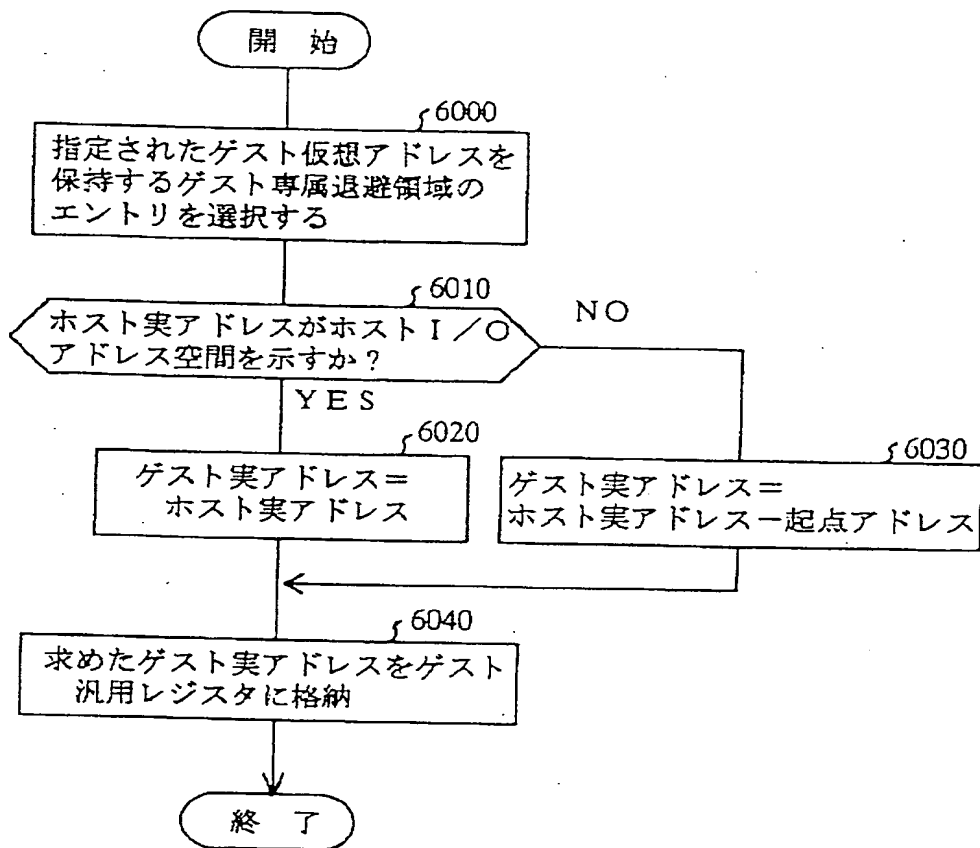 開 始
6000
指定されたゲスト仮想アドレスを
保持するゲスト専属退避領域の
エントリを選択する
6010
ホスト実アドレスがホストI/O
アドレス空間を示すか?
NO
YES
6020
ゲスト実アドレス=
ホスト実アドレス
6030
ゲスト実アドレス=
ホスト実アドレス-起点アドレス
6040
求めたゲスト実アドレスをゲスト
汎用レジスタに格納
終 了